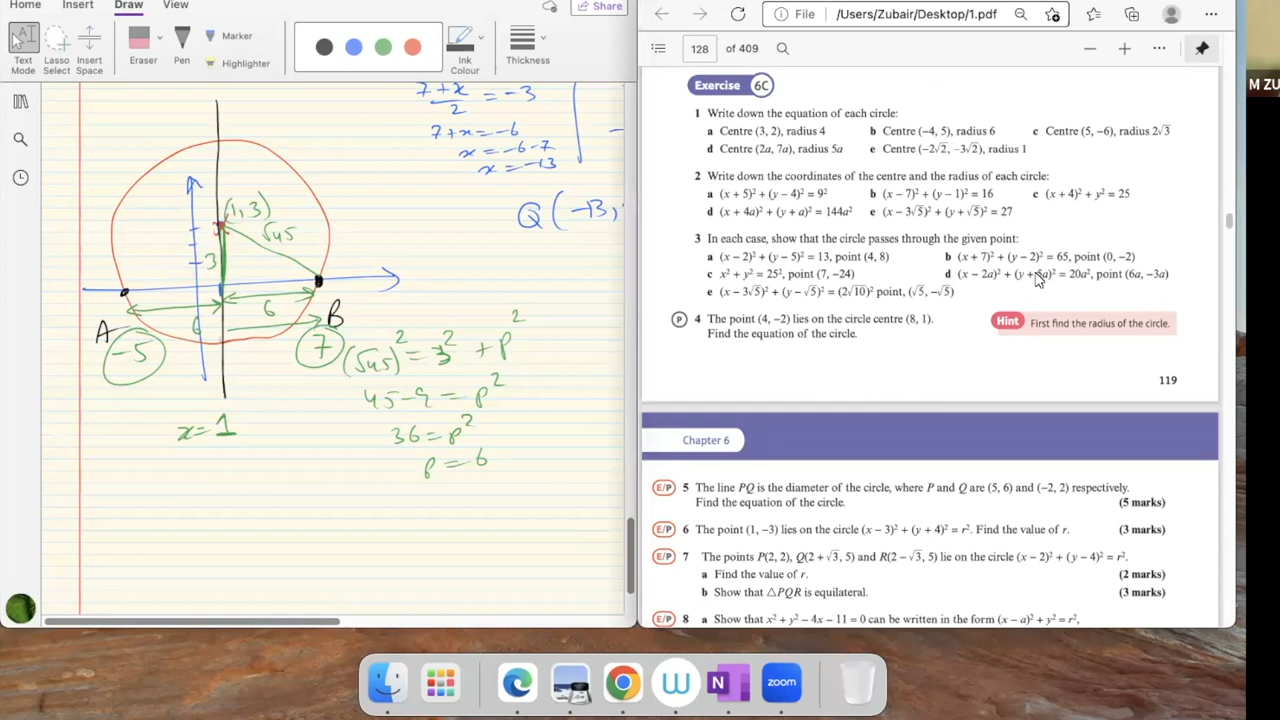 Home Insert Draw View
Share
Text Mode
Lasso Select
Insert Space
Eraser
Pen
Marker
Highlighter
Ink Colour
Thickness
7+x/2 = -3
7+x = -6
x = -6-7
x = -13
Q (-13,
(1, 3)
√45
3
6
6
A
B
-5
7
(√45)² = 3² + p²
45-9 = p²
36 = p²
p = 6
x = 1
File /Users/Zubair/Desktop/1.pdf
128 of 409
Exercise 6C
1 Write down the equation of each circle:
a Centre (3, 2), radius 4 b Centre (−4, 5), radius 6 c Centre (5, −6), radius 2√3
d Centre (2a, 7a), radius 5a e Centre (−2√2, −3√2), radius 1
2 Write down the coordinates of the centre and the radius of each circle:
a (x + 5)² + (y − 4)² = 9² b (x − 7)² + (y − 1)² = 16 c (x + 4)² + y² = 25
d (x + 4a)² + (y + a)² = 144a² e (x − 3√5)² + (y + √5)² = 27
3 In each case, show that the circle passes through the given point:
a (x − 2)² + (y − 5)² = 13, point (4, 8) b (x + 7)² + (y − 2)² = 65, point (0, −2)
c x² + y² = 25², point (7, −24) d (x − 2a)² + (y + 5a)² = 20a², point (6a, −3a)
e (x − 3√5)² + (y − √5)² = (2√10)² point, (√5, −√5)
P 4 The point (4, −2) lies on the circle centre (8, 1).
Find the equation of the circle.
Hint First find the radius of the circle.
119
Chapter 6
E/P 5 The line PQ is the diameter of the circle, where P and Q are (5, 6) and (−2, 2) respectively.
Find the equation of the circle. (5 marks)
E/P 6 The point (1, −3) lies on the circle (x − 3)² + (y + 4)² = r². Find the value of r. (3 marks)
E/P 7 The points P(2, 2), Q(2 + √3, 5) and R(2 − √3, 5) lie on the circle (x − 2)² + (y − 4)² = r².
a Find the value of r. (2 marks)
b Show that △PQR is equilateral. (3 marks)
E/P 8 a Show that x² + y² − 4x − 11 = 0 can be written in the form (x − a)² + y² = r²,
M ZU
zoom